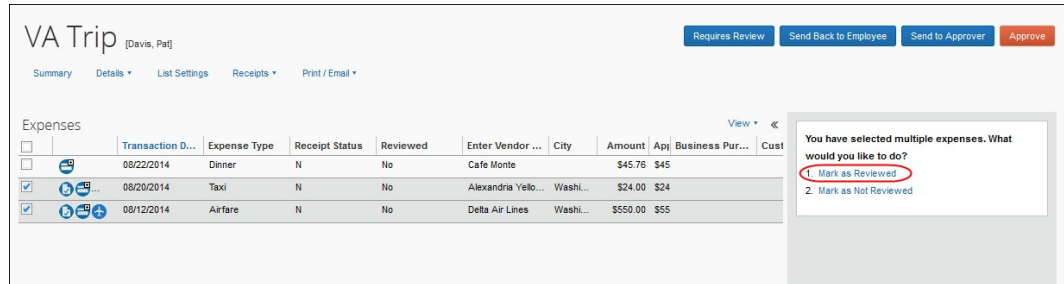 VA Trip [Davis, Pat]
Requires Review Send Back to Employee Send to Approver Approve
Summary Details List Settings Receipts Print / Email
Expenses
View
Transaction D... Expense Type Receipt Status Reviewed Enter Vendor ... City Amount App Business Pur... Cust
08/22/2014 Dinner N No Cafe Monte $45.76 $45
08/20/2014 Taxi N No Alexandria Yello... Washi... $24.00 $24
08/12/2014 Airfare N No Delta Air Lines Washi... $550.00 $55
You have selected multiple expenses. What
would you like to do?
1. Mark as Reviewed
2. Mark as Not Reviewed